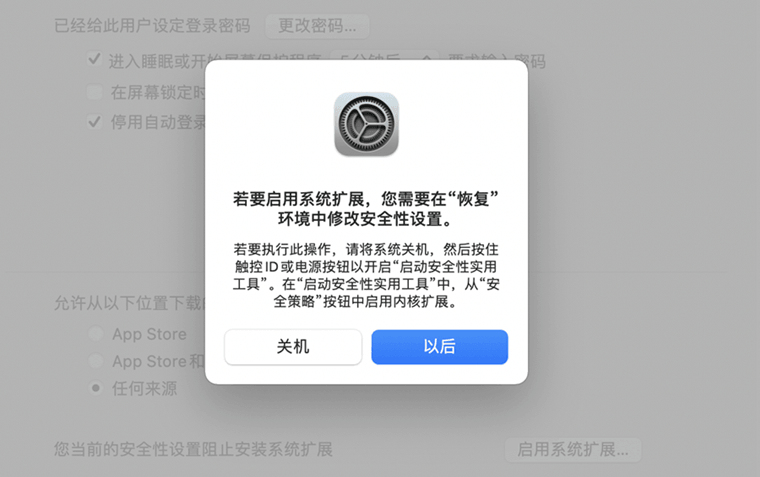 已经给此用户设定登录密码 更改密码...
进入睡眠或开始屏幕保护程序 5分钟后 要求输入密码
在屏幕锁定时
停用自动登录
若要启用系统扩展，您需要在“恢复”
环境中修改安全性设置。
若要执行此操作，请将系统关机，然后按住
触控 ID 或电源按钮以开启“启动安全性实用
工具”。在“启动安全性实用工具”中，从“安
全策略”按钮中启用内核扩展。
关机 以后
允许从以下位置下载的
App Store
App Store 和
任何来源
您当前的安全性设置阻止安装系统扩展 启用系统扩展...